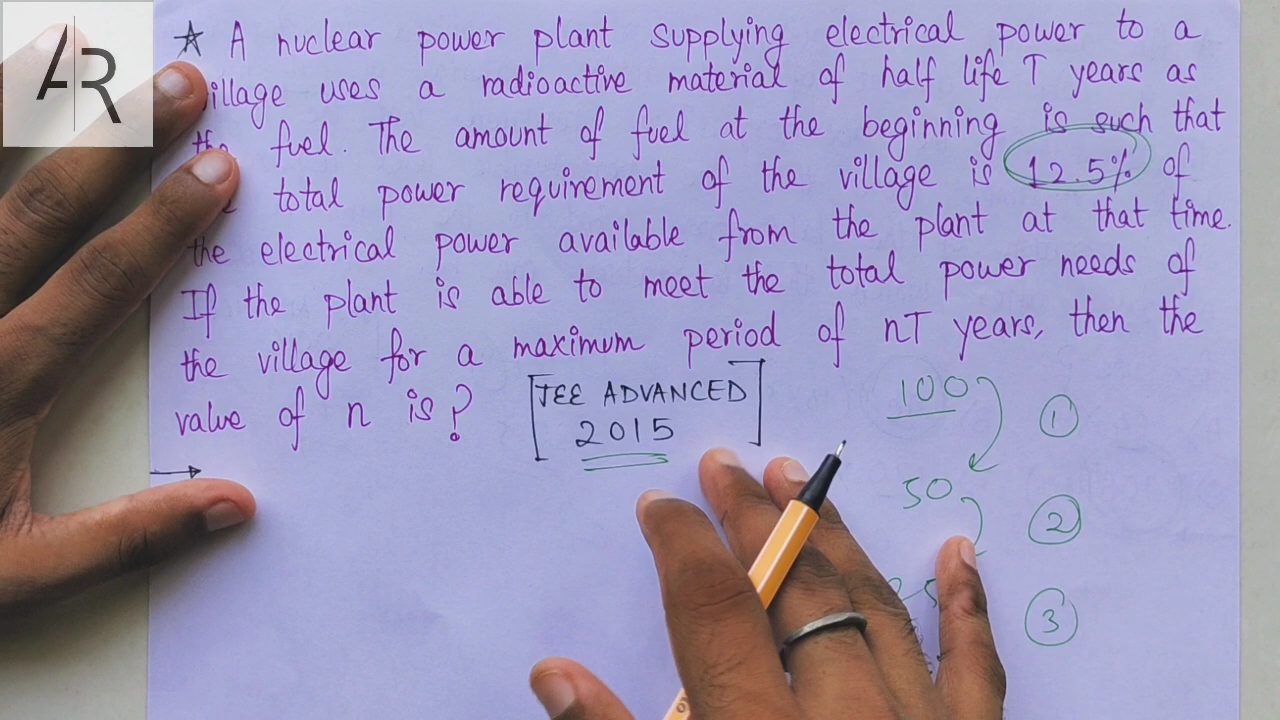 AR
A nuclear power plant supplying electrical power to a
village uses a radioactive material of half life T years as
the fuel. The amount of fuel at the beginning is such that
total power requirement of the village is 12.5% of
the electrical power available from the plant at that time.
If the plant is able to meet the total power needs of
the village for a maximum period of nT years, then the
value of n is?
[JEE ADVANCED
2015]
100
1
50
2
25
3